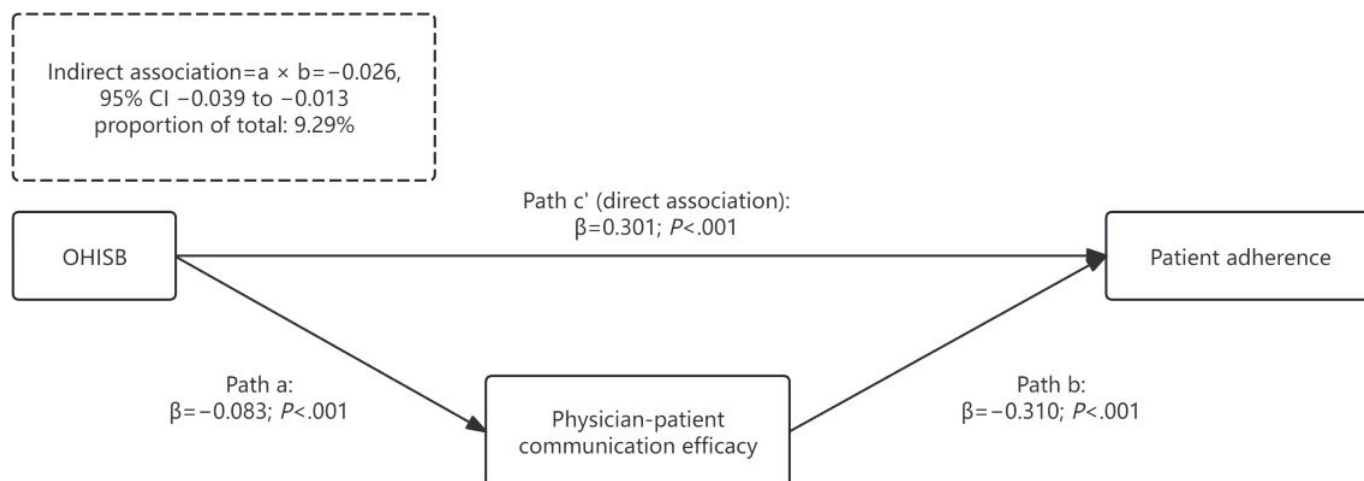 Indirect association=a × b=−0.026,
95% CI −0.039 to −0.013
proportion of total: 9.29%
Path c' (direct association):
β=0.301; P<.001
OHISB
Patient adherence
Path a:
β=−0.083; P<.001
Physician-patient
communication efficacy
Path b:
β=−0.310; P<.001